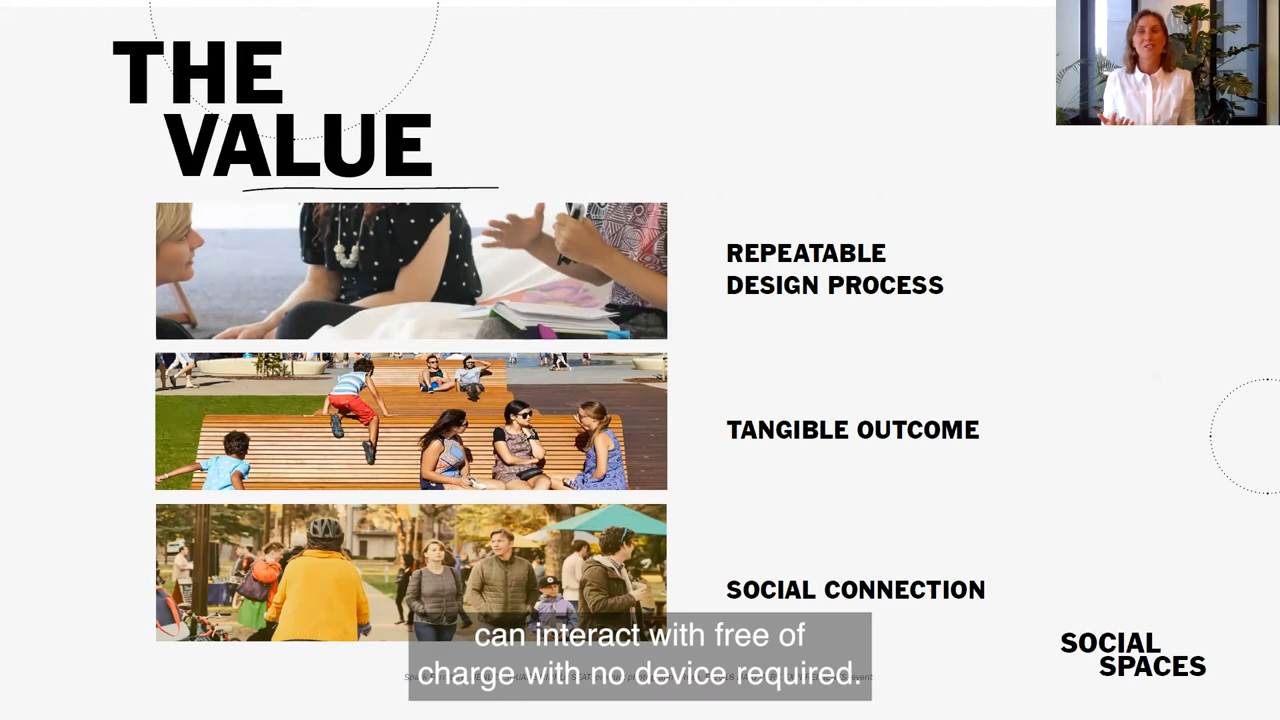 THE
VALUE
REPEATABLE
DESIGN PROCESS
TANGIBLE OUTCOME
SOCIAL CONNECTION
can interact with free of
charge with no device required.
SOCIAL
SPACES